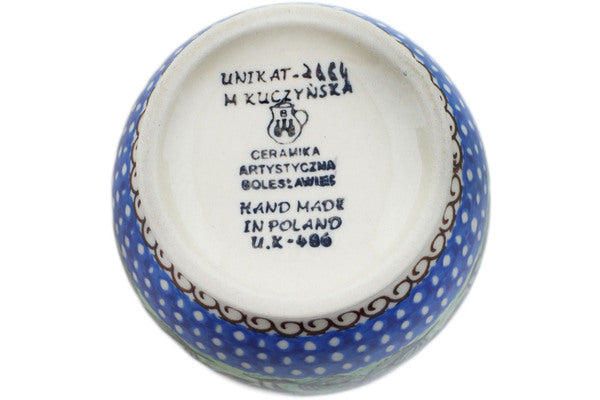 UNIKAT-2664
M KUCZYŃSKA
B
CERAMIKA
ARTYSTYCZNA
BOLESŁAWIEC
HAND MADE
IN POLAND
U.K-486